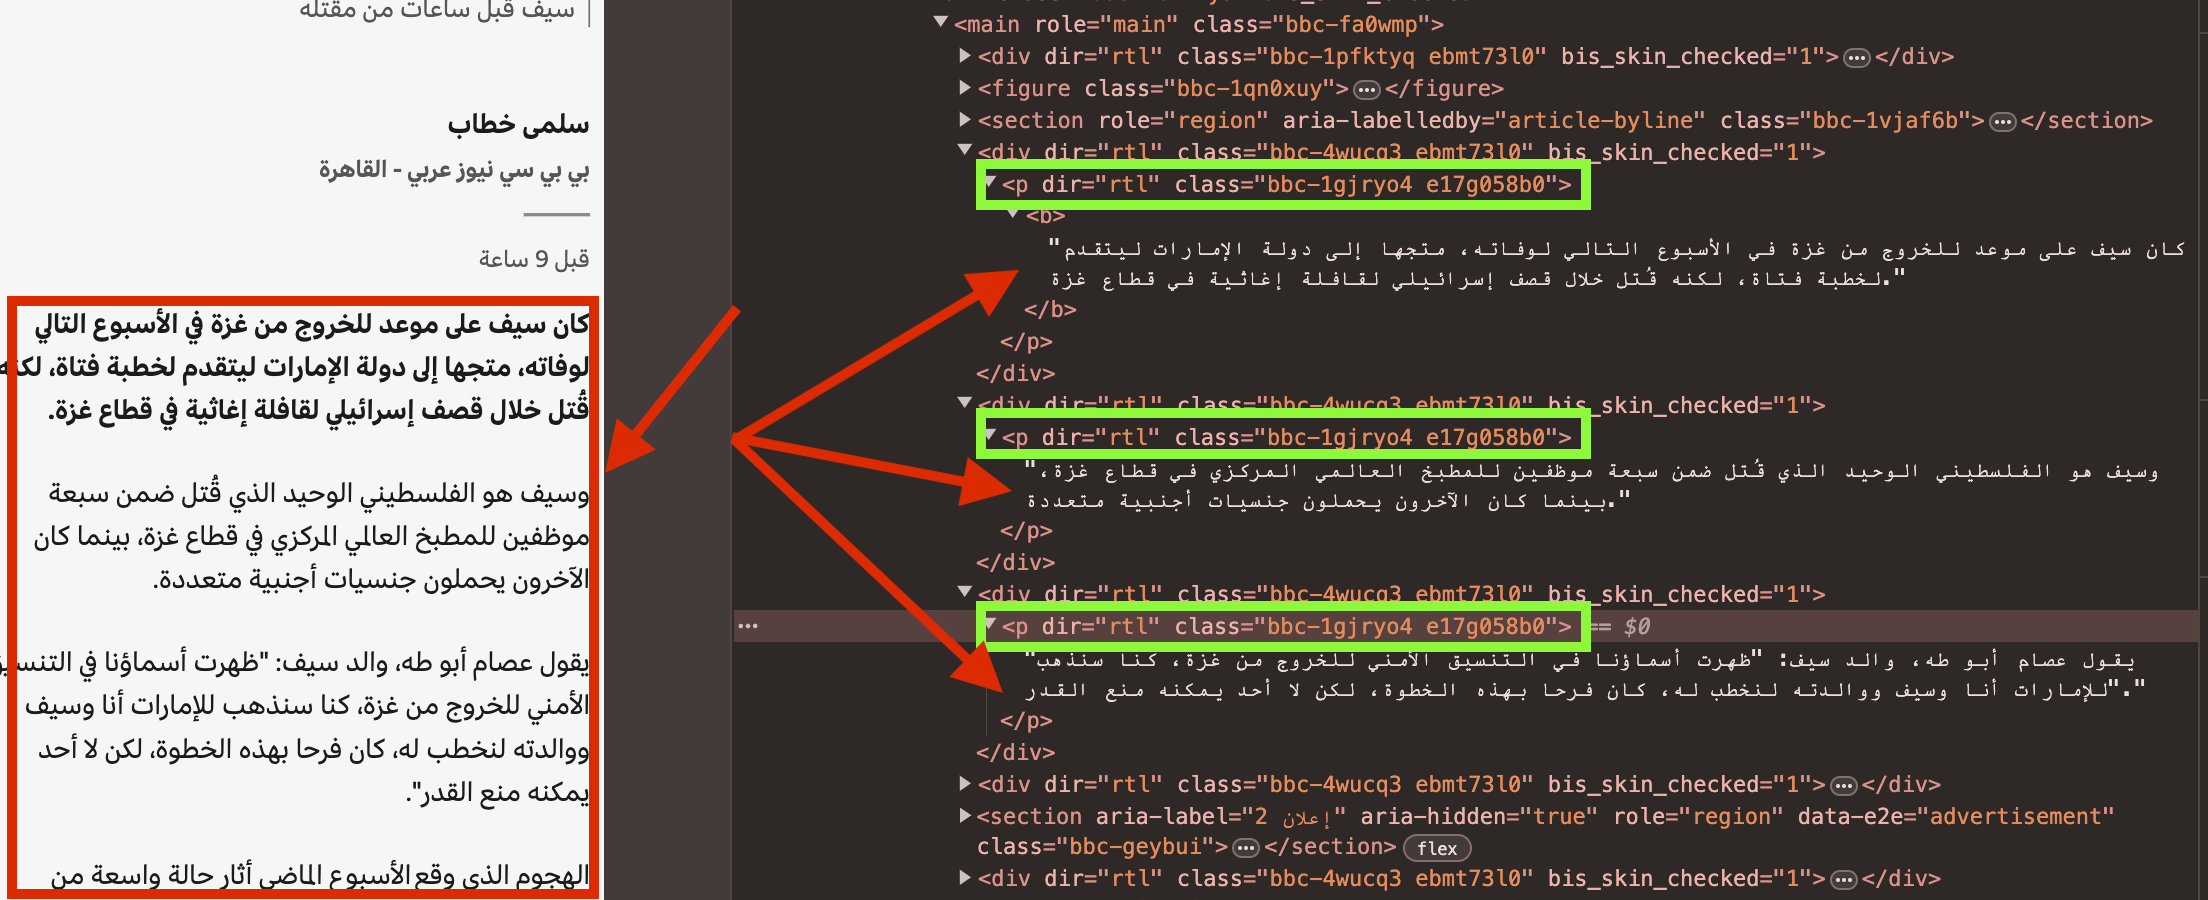 سيف قبل ساعات من مقتله
سلمى خطاب
بي بي سي نيوز عربي - القاهرة
قبل 9 ساعة
كان سيف على موعد للخروج من غزة في الأسبوع التالي
لوفاته، متجها إلى دولة الإمارات ليتقدم لخطبة فتاة، لكنه
قُتل خلال قصف إسرائيلي لقافلة إغاثية في قطاع غزة.
وسيف هو الفلسطيني الوحيد الذي قُتل ضمن سبعة
موظفين للمطبخ العالمي المركزي في قطاع غزة، بينما كان
الآخرون يحملون جنسيات أجنبية متعددة.
يقول عصام أبو طه، والد سيف: "ظهرت أسماؤنا في التنسيق
الأمني للخروج من غزة، كنا سنذهب للإمارات أنا وسيف
ووالدته لنخطب له، كان فرحا بهذه الخطوة، لكن لا أحد
يمكنه منع القدر".
الهجوم الذي وقع الأسبوع الماضي أثار حالة واسعة من
<main role="main" class="bbc-fa0wmp">
<div dir="rtl" class="bbc-1pfktyq ebmt73l0" bis_skin_checked="1">…</div>
<figure class="bbc-1qn0xuy">…</figure>
<section role="region" aria-labelledby="article-byline" class="bbc-1vjaf6b">…</section>
<div dir="rtl" class="bbc-4wucq3 ebmt73l0" bis_skin_checked="1">
<p dir="rtl" class="bbc-1gjryo4 e17g058b0">
<b>
"كان سيف على موعد للخروج من غزة في الأسبوع التالي لوفاته، متجها إلى دولة الإمارات ليتقدم
لخطبة فتاة، لكنه قُتل خلال قصف إسرائيلي لقافلة إغاثية في قطاع غزة."
</b>
</p>
</div>
<div dir="rtl" class="bbc-4wucq3 ebmt73l0" bis_skin_checked="1">
<p dir="rtl" class="bbc-1gjryo4 e17g058b0">
"وسيف هو الفلسطيني الوحيد الذي قُتل ضمن سبعة موظفين للمطبخ العالمي المركزي في قطاع غزة،
بينما كان الآخرون يحملون جنسيات أجنبية متعددة."
</p>
</div>
<div dir="rtl" class="bbc-4wucq3 ebmt73l0" bis_skin_checked="1">
<p dir="rtl" class="bbc-1gjryo4 e17g058b0"> == $0
"يقول عصام أبو طه، والد سيف: "ظهرت أسماؤنا في التنسيق الأمني للخروج من غزة، كنا سنذهب
للإمارات أنا وسيف ووالدته لنخطب له، كان فرحا بهذه الخطوة، لكن لا أحد يمكنه منع القدر"."
</p>
</div>
<div dir="rtl" class="bbc-4wucq3 ebmt73l0" bis_skin_checked="1">…</div>
<section aria-label="إعلان 2" aria-hidden="true" role="region" data-e2e="advertisement"
class="bbc-geybui">…</section> flex
<div dir="rtl" class="bbc-4wucq3 ebmt73l0" bis_skin_checked="1">…</div>